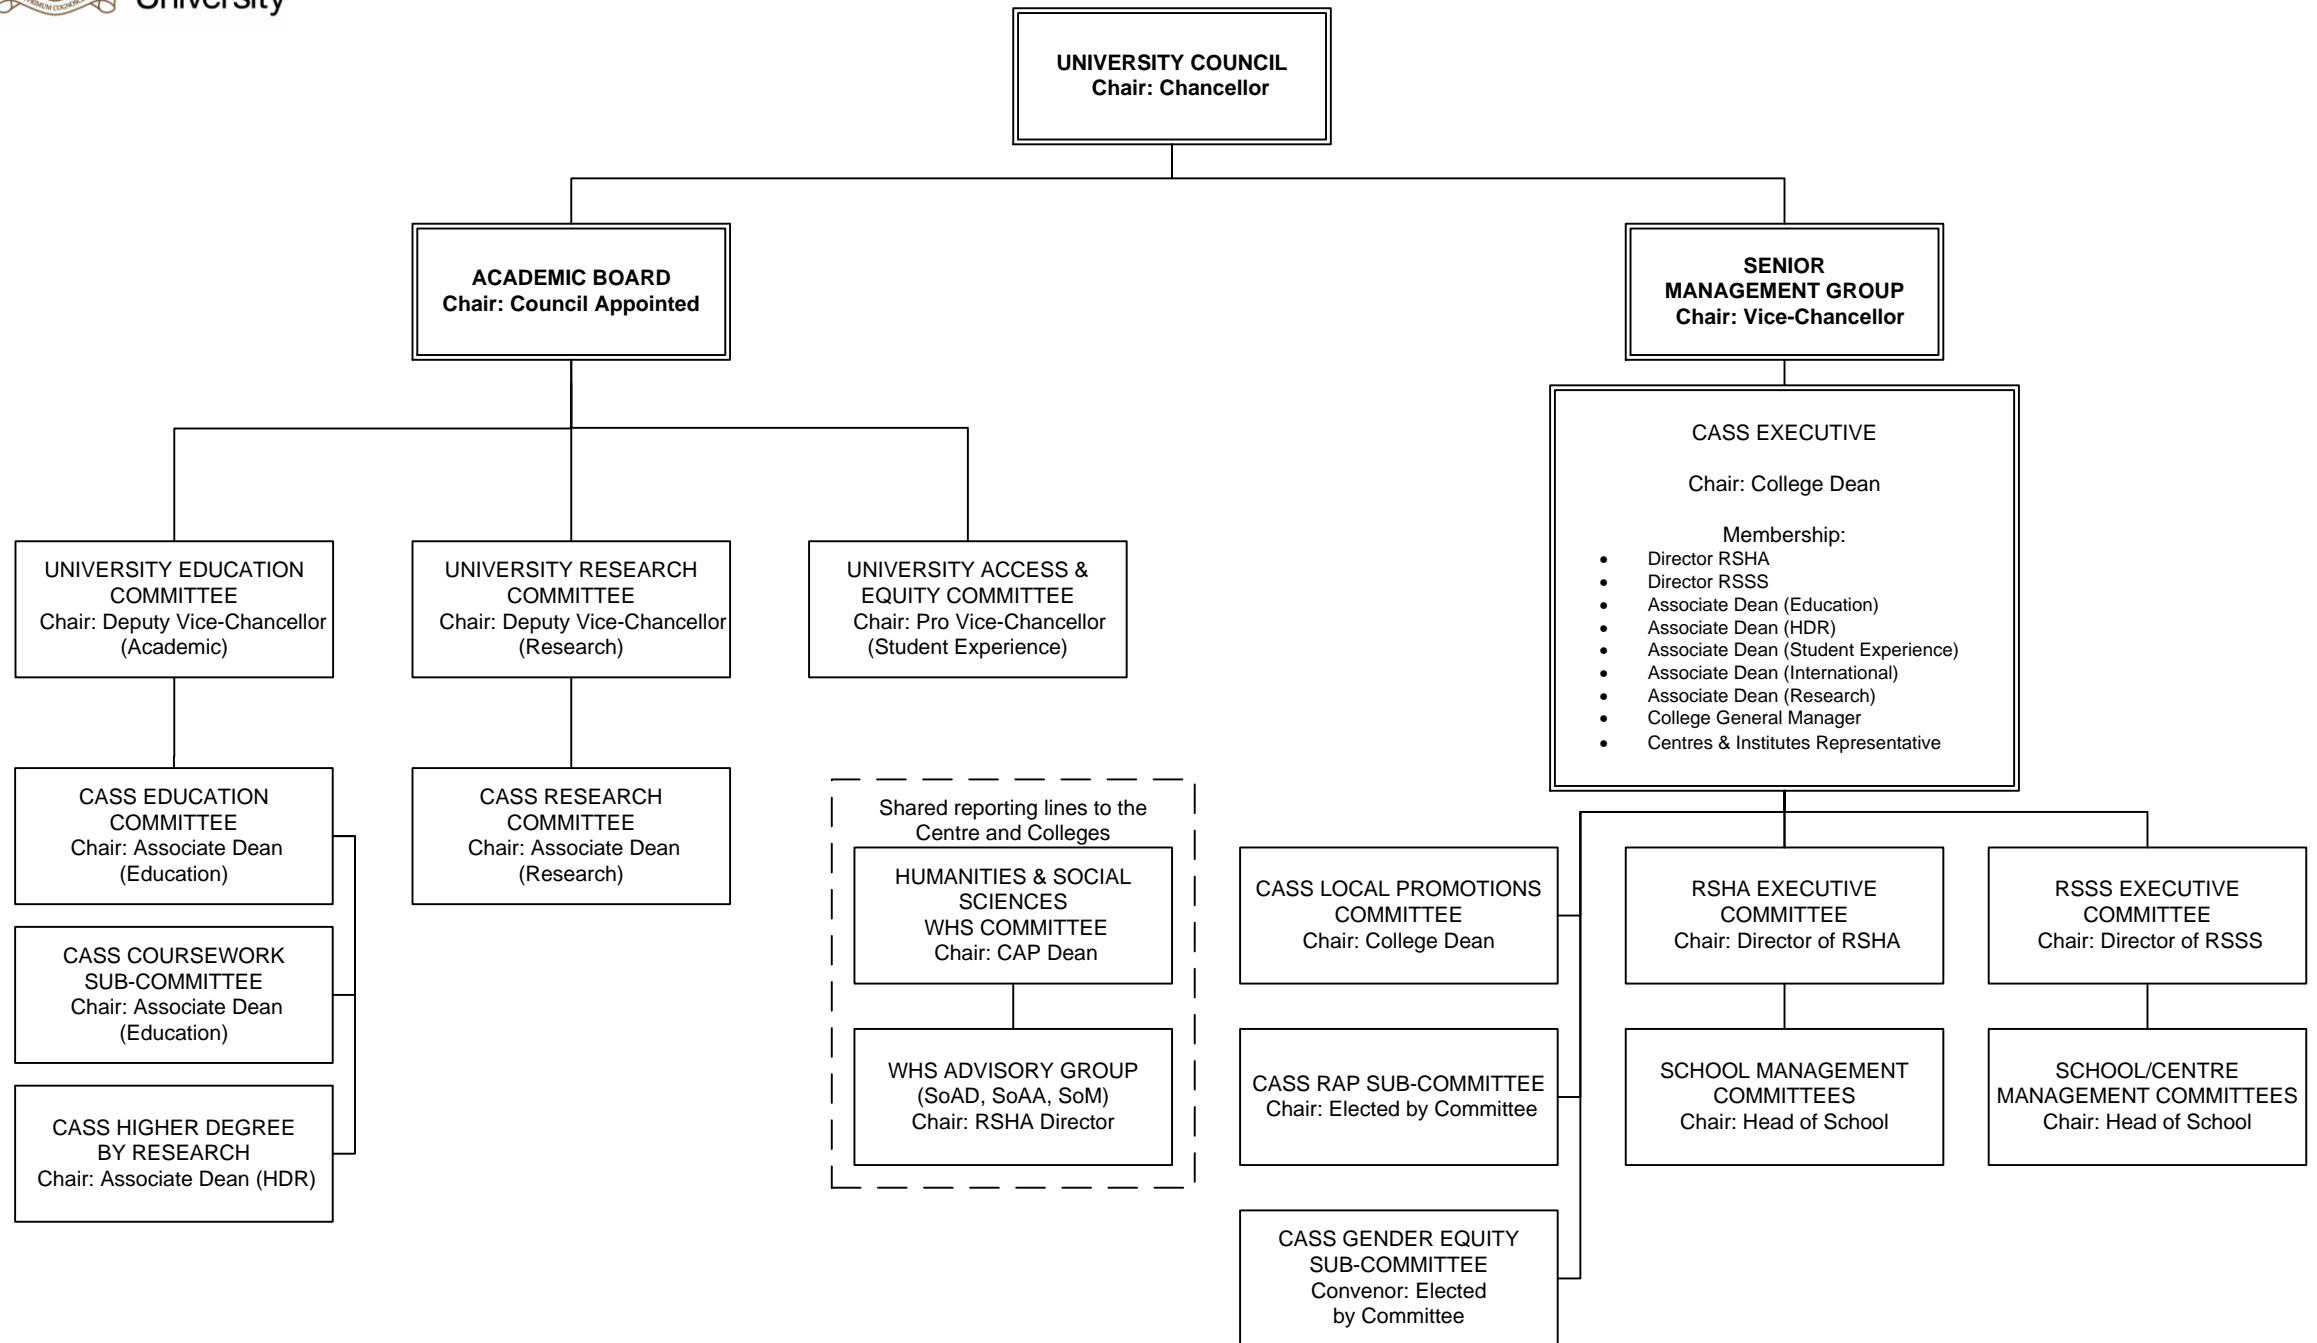 University
UNIVERSITY COUNCIL
Chair: Chancellor
ACADEMIC BOARD
Chair: Council Appointed
SENIOR
MANAGEMENT GROUP
Chair: Vice-Chancellor
CASS EXECUTIVE
Chair: College Dean
Membership:
• Director RSHA
• Director RSSS
• Associate Dean (Education)
• Associate Dean (HDR)
• Associate Dean (Student Experience)
• Associate Dean (International)
• Associate Dean (Research)
• College General Manager
• Centres & Institutes Representative
UNIVERSITY EDUCATION
COMMITTEE
Chair: Deputy Vice-Chancellor
(Academic)
UNIVERSITY RESEARCH
COMMITTEE
Chair: Deputy Vice-Chancellor
(Research)
UNIVERSITY ACCESS &
EQUITY COMMITTEE
Chair: Pro Vice-Chancellor
(Student Experience)
CASS EDUCATION
COMMITTEE
Chair: Associate Dean
(Education)
CASS RESEARCH
COMMITTEE
Chair: Associate Dean
(Research)
CASS COURSEWORK
SUB-COMMITTEE
Chair: Associate Dean
(Education)
CASS HIGHER DEGREE
BY RESEARCH
Chair: Associate Dean (HDR)
Shared reporting lines to the
Centre and Colleges
HUMANITIES & SOCIAL
SCIENCES
WHS COMMITTEE
Chair: CAP Dean
WHS ADVISORY GROUP
(SoAD, SoAA, SoM)
Chair: RSHA Director
CASS LOCAL PROMOTIONS
COMMITTEE
Chair: College Dean
RSHA EXECUTIVE
COMMITTEE
Chair: Director of RSHA
RSSS EXECUTIVE
COMMITTEE
Chair: Director of RSSS
CASS RAP SUB-COMMITTEE
Chair: Elected by Committee
SCHOOL MANAGEMENT
COMMITTEES
Chair: Head of School
SCHOOL/CENTRE
MANAGEMENT COMMITTEES
Chair: Head of School
CASS GENDER EQUITY
SUB-COMMITTEE
Convenor: Elected
by Committee